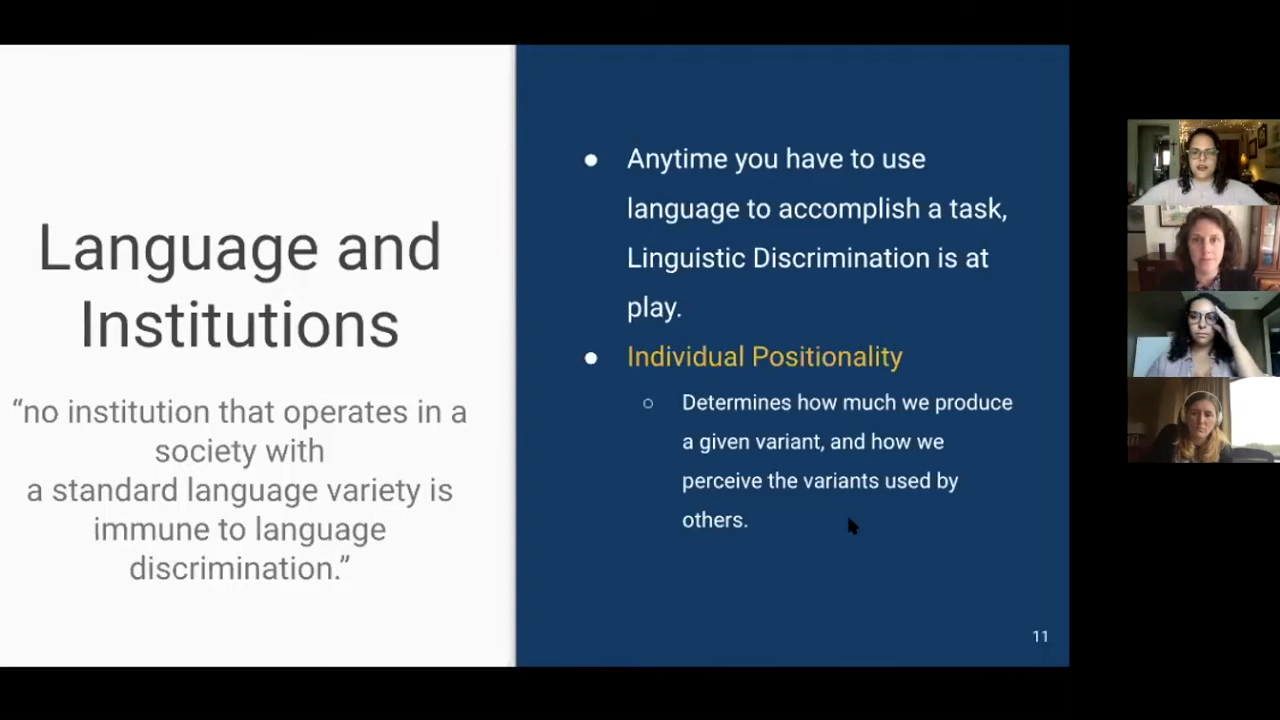 Language and
Institutions
“no institution that operates in a
society with
a standard language variety is
immune to language
discrimination.”
● Anytime you have to use
language to accomplish a task,
Linguistic Discrimination is at
play.
● Individual Positionality
○ Determines how much we produce
a given variant, and how we
perceive the variants used by
others.
11